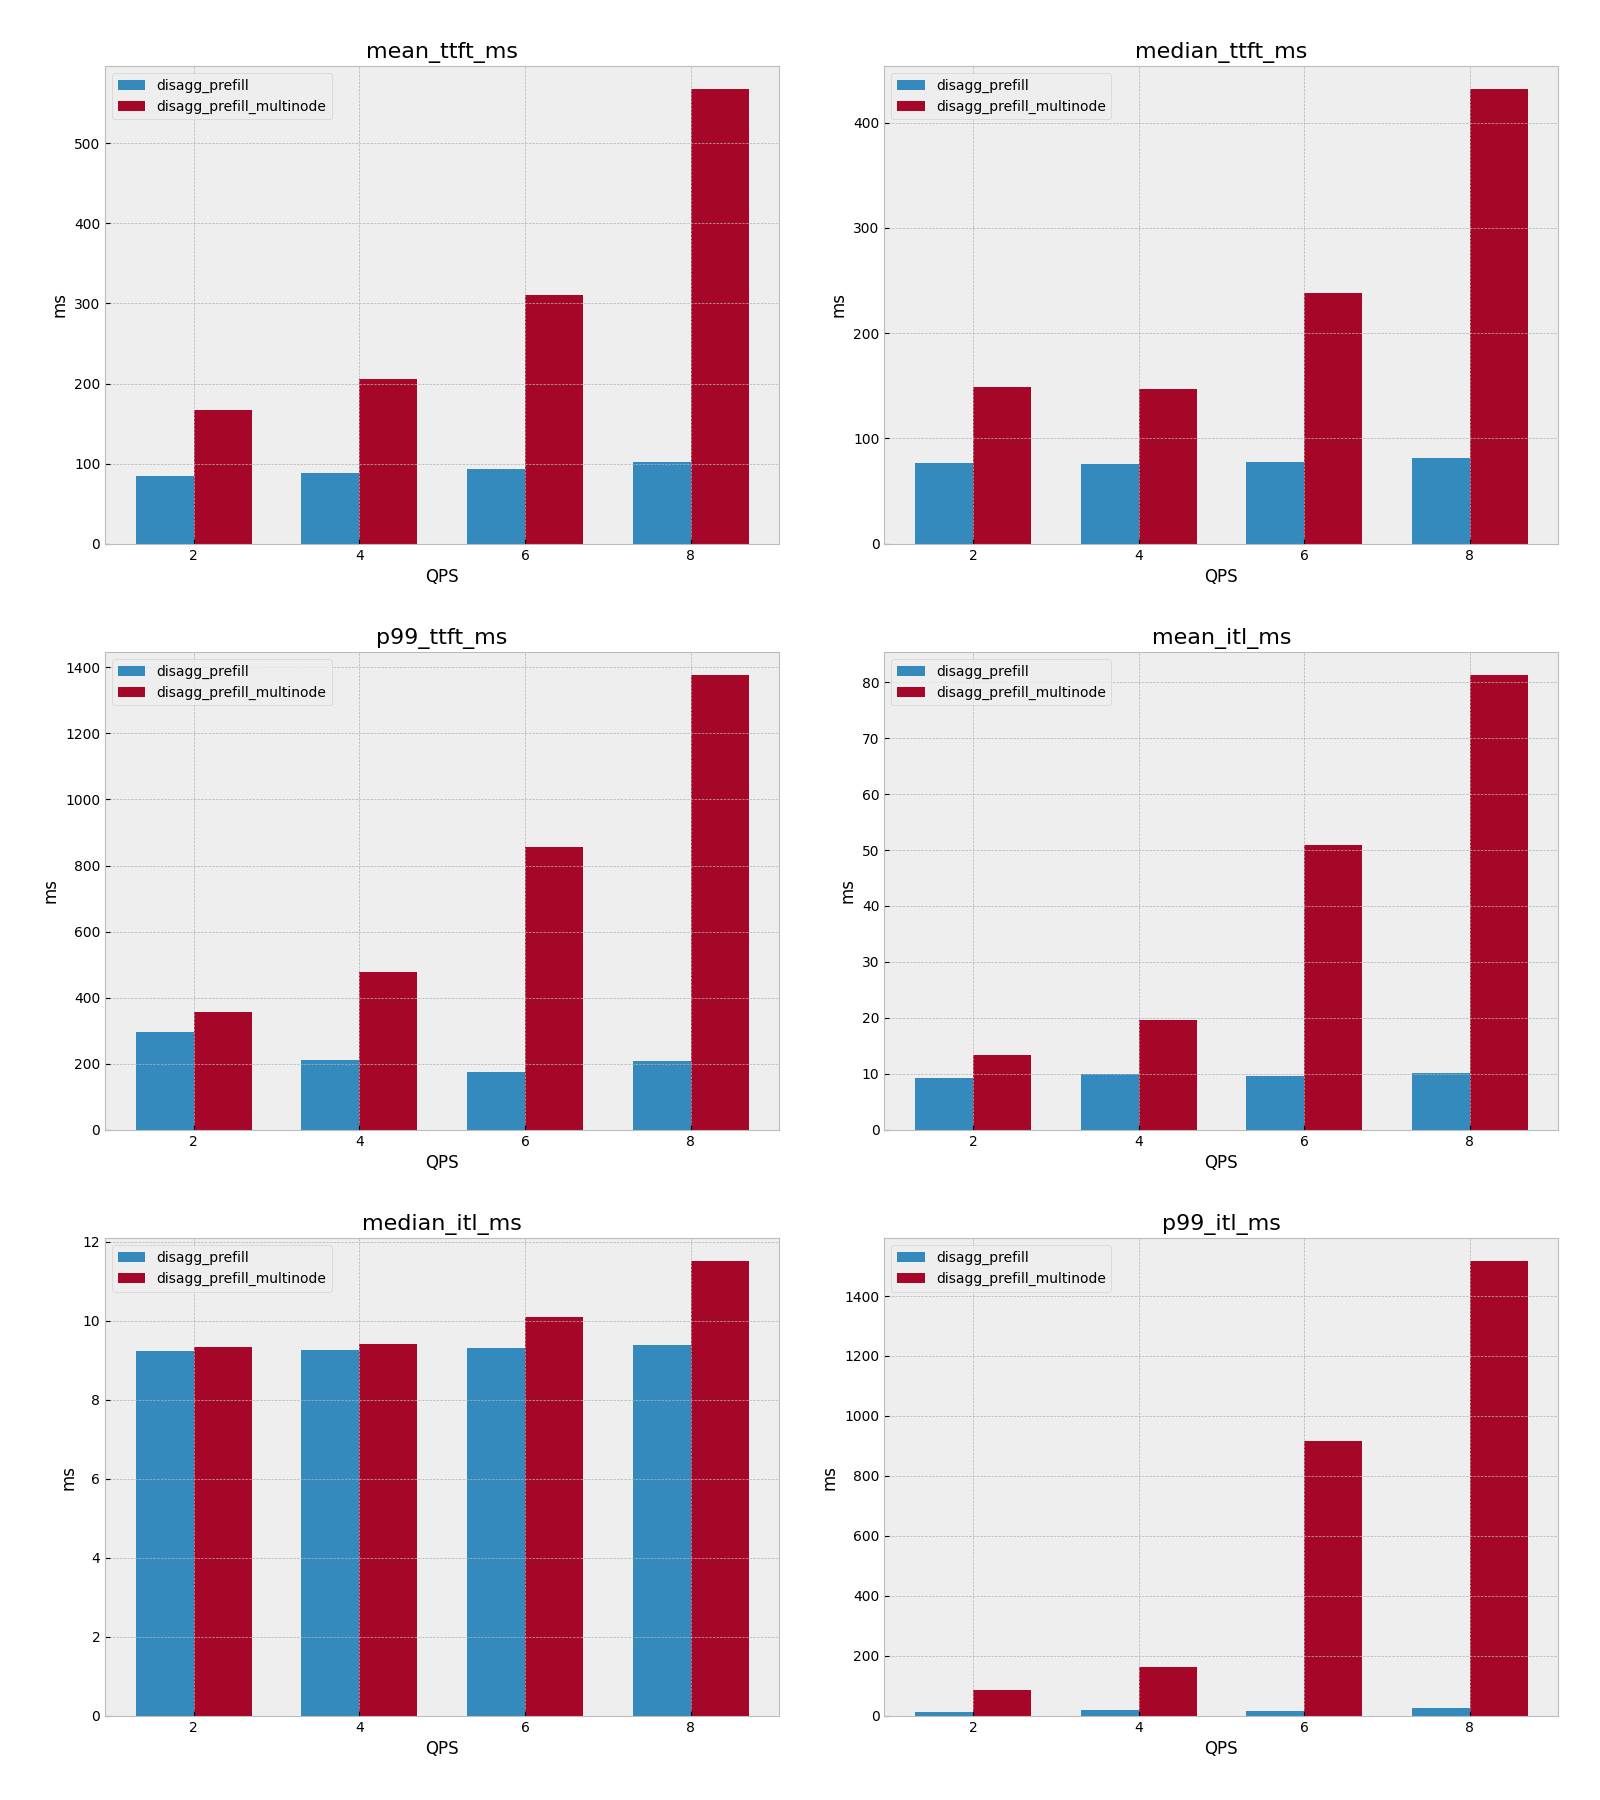 mean_ttft_ms
disagg_prefill
disagg_prefill_multinode
500
400
300
200
100
0
ms
2 4 6 8
QPS
median_ttft_ms
disagg_prefill
disagg_prefill_multinode
400
300
200
100
0
ms
2 4 6 8
QPS
p99_ttft_ms
disagg_prefill
disagg_prefill_multinode
1400
1200
1000
800
600
400
200
0
ms
2 4 6 8
QPS
mean_itl_ms
disagg_prefill
disagg_prefill_multinode
80
70
60
50
40
30
20
10
0
ms
2 4 6 8
QPS
median_itl_ms
disagg_prefill
disagg_prefill_multinode
12
10
8
6
4
2
0
ms
2 4 6 8
QPS
p99_itl_ms
disagg_prefill
disagg_prefill_multinode
1400
1200
1000
800
600
400
200
0
ms
2 4 6 8
QPS